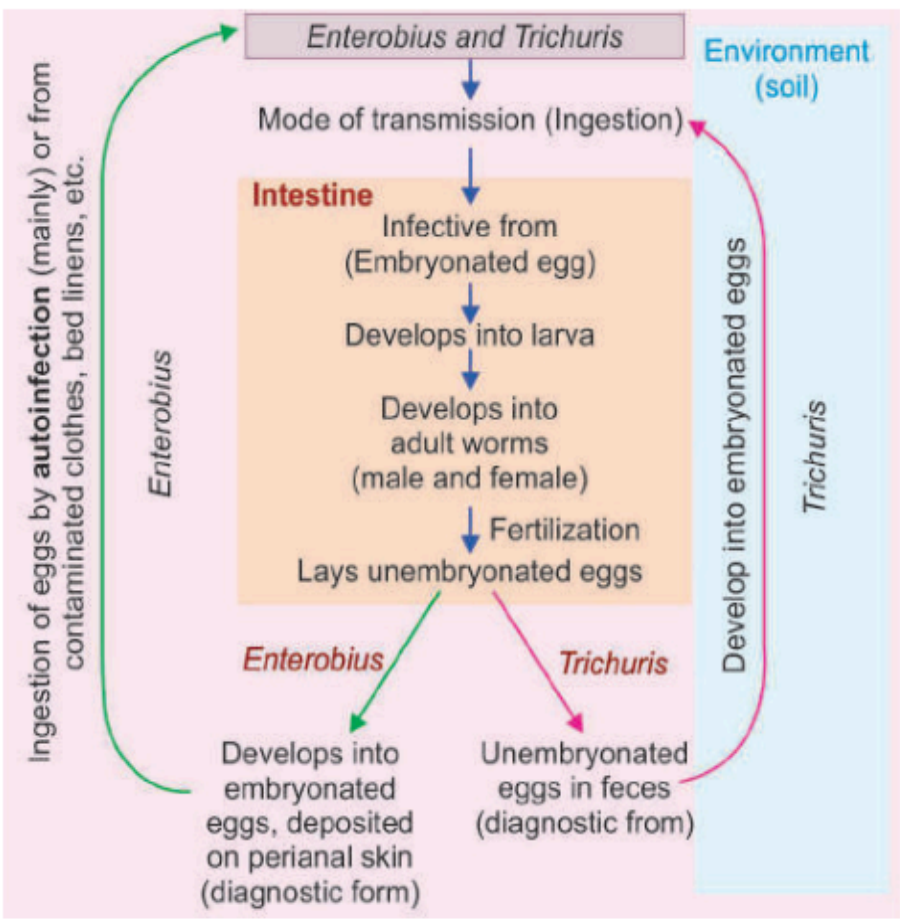 Enterobius and Trichuris
Environment
(soil)
Mode of transmission (Ingestion)
Intestine
Infective from
(Embryonated egg)
Develops into larva
Develops into
adult worms
(male and female)
Fertilization
Lays unembryonated eggs
Enterobius
Trichuris
Develops into
embryonated
eggs, deposited
on perianal skin
(diagnostic form)
Unembryonated
eggs in feces
(diagnostic from)
Ingestion of eggs by autoinfection (mainly) or from
contaminated clothes, bed linens, etc.
Enterobius
Develop into embryonated eggs
Trichuris